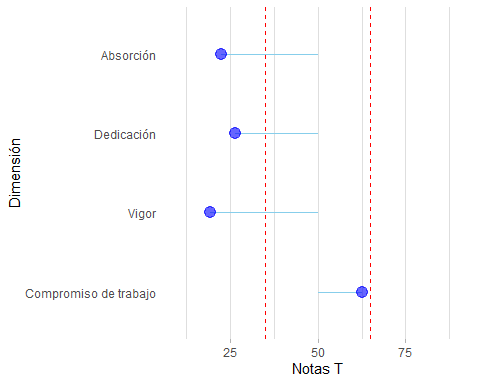 Absorción
Dedicación
Vigor
Compromiso de trabajo
Dimensión
25 50 75
Notas T